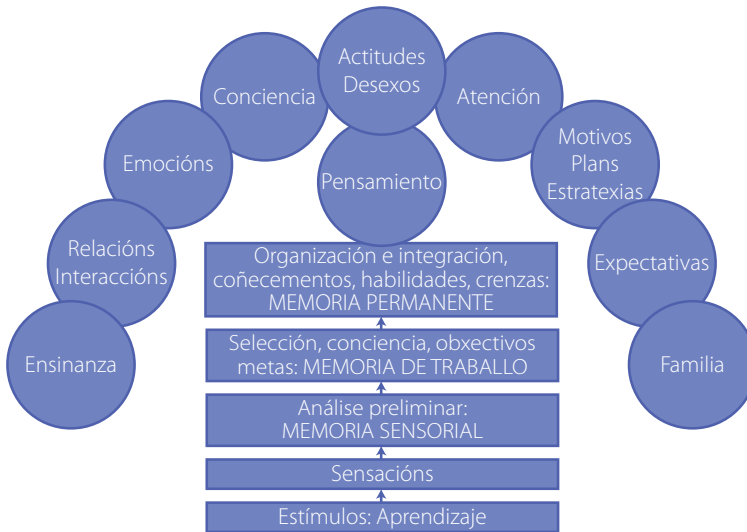 Actitudes
Desexos
Conciencia
Atención
Emocións
Motivos
Plans
Estratexias
Pensamiento
Relacións
Interaccións
Expectativas
Ensinanza
Familia
Organización e integración,
coñecementos, habilidades, crenzas:
MEMORIA PERMANENTE
Selección, conciencia, obxectivos
metas: MEMORIA DE TRABALLO
Análise preliminar:
MEMORIA SENSORIAL
Sensacións
Estímulos: Aprendizaje